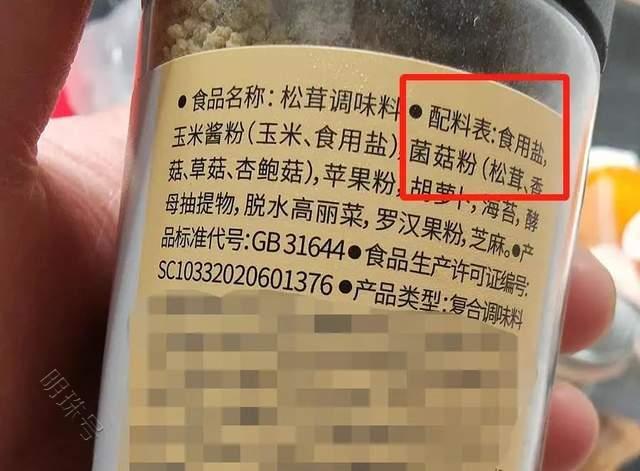 ●食品名称：松茸调味料●配料表:食用盐,
玉米酱粉(玉米、食用盐),菌菇粉(松茸、香
菇、草菇、杏鲍菇),苹果粉,胡萝卜,海苔,酵
母抽提物,脱水高丽菜,罗汉果粉,芝麻。●产
品标准代号:GB 31644●食品生产许可证编号:
SC10332020601376●产品类型:复合调味料
阴珠号